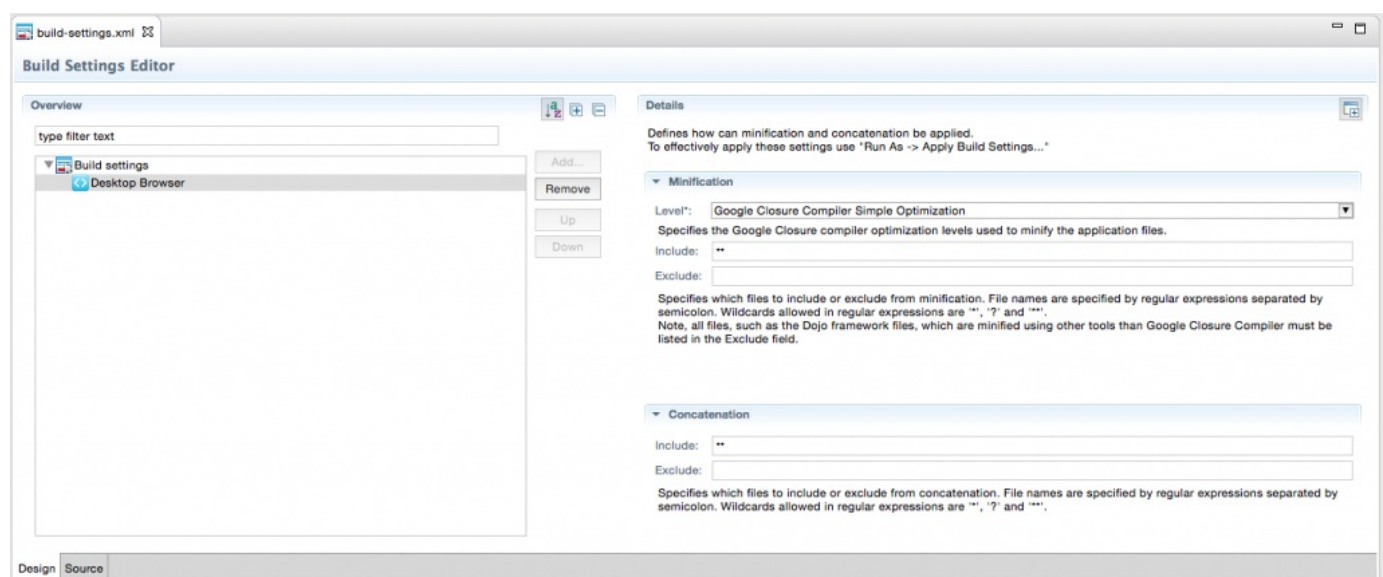 build-settings.xml
Build Settings Editor
Overview
type filter text
Build settings
Desktop Browser
Add...
Remove
Up
Down
Details
Defines how can minification and concatenation be applied.
To effectively apply these settings use "Run As -> Apply Build Settings..."
Minification
Level*: Google Closure Compiler Simple Optimization
Specifies the Google Closure compiler optimization levels used to minify the application files.
Include: **
Exclude:
Specifies which files to include or exclude from minification. File names are specified by regular expressions separated by
semicolon. Wildcards allowed in regular expressions are '*', '?' and '**'.
Note, all files, such as the Dojo framework files, which are minified using other tools than Google Closure Compiler must be
listed in the Exclude field.
Concatenation
Include: **
Exclude:
Specifies which files to include or exclude from concatenation. File names are specified by regular expressions separated by
semicolon. Wildcards allowed in regular expressions are '*', '?' and '**'.
Design Source